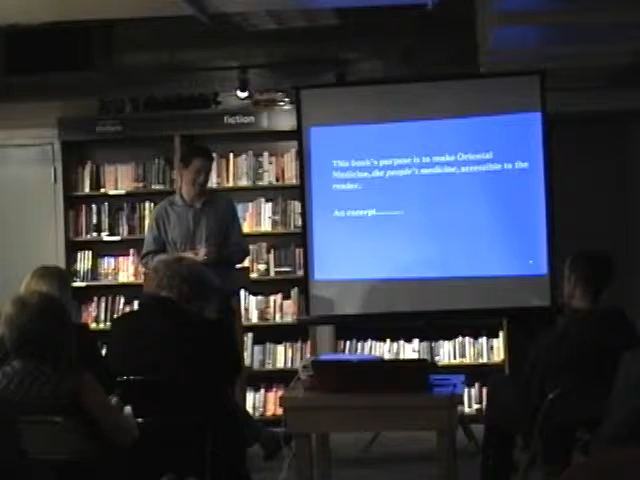 fiction
This book's purpose is to make Oriental
Medicine, the people's medicine, accessible to the
reader.
An excerpt..........